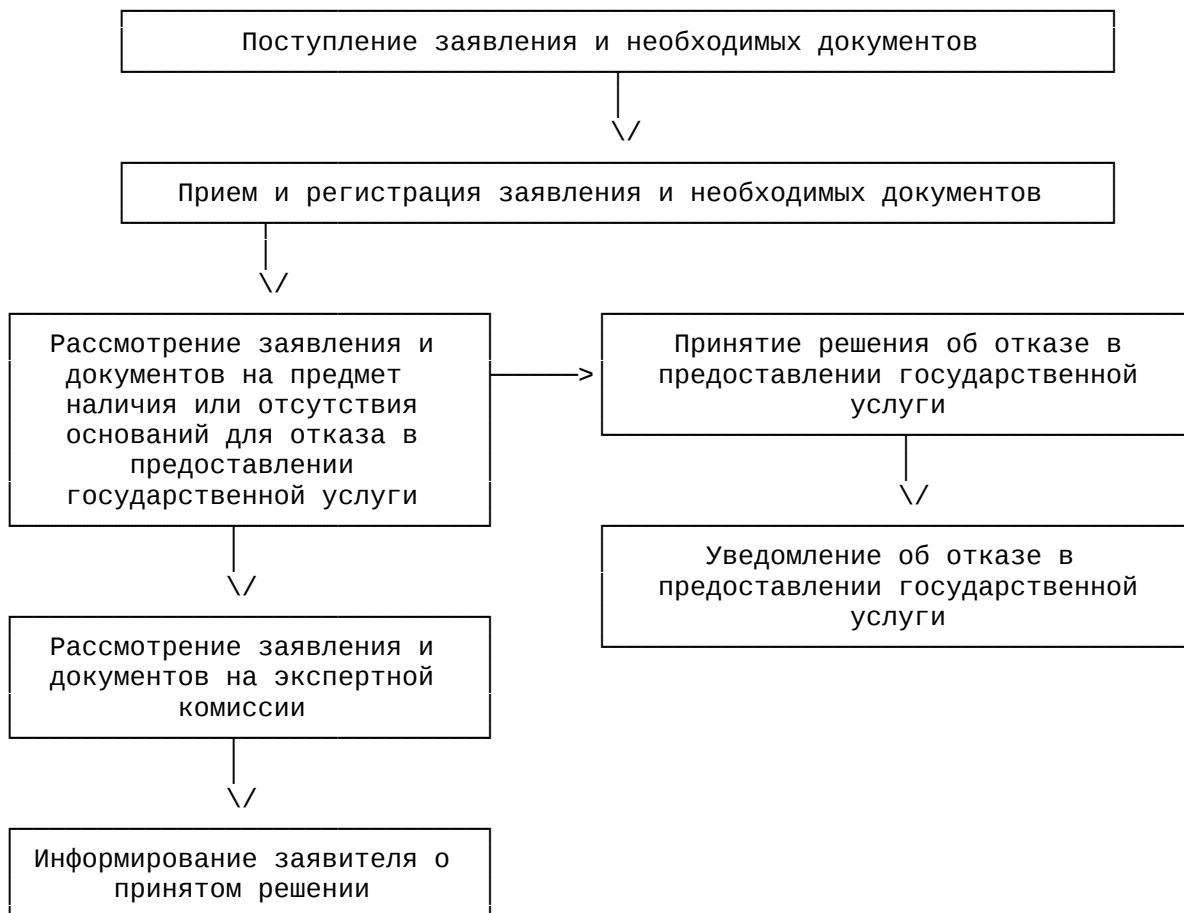 Поступление заявления и необходимых документов
Прием и регистрация заявления и необходимых документов
Рассмотрение заявления и
документов на предмет
наличия или отсутствия
оснований для отказа в
предоставлении
государственной услуги
Принятие решения об отказе в
предоставлении государственной
услуги
Уведомление об отказе в
предоставлении государственной
услуги
Рассмотрение заявления и
документов на экспертной
комиссии
Информирование заявителя о
принятом решении